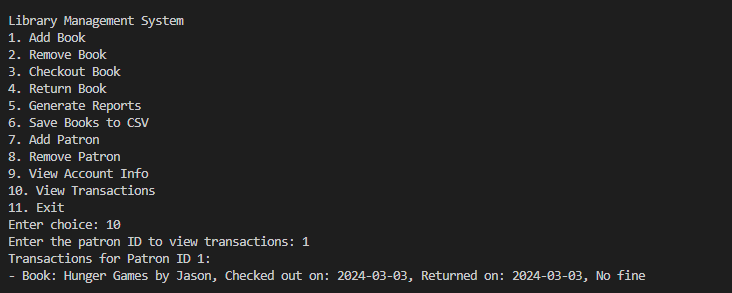 Library Management System
1. Add Book
2. Remove Book
3. Checkout Book
4. Return Book
5. Generate Reports
6. Save Books to CSV
7. Add Patron
8. Remove Patron
9. View Account Info
10. View Transactions
11. Exit
Enter choice: 10
Enter the patron ID to view transactions: 1
Transactions for Patron ID 1:
- Book: Hunger Games by Jason, Checked out on: 2024-03-03, Returned on: 2024-03-03, No fine